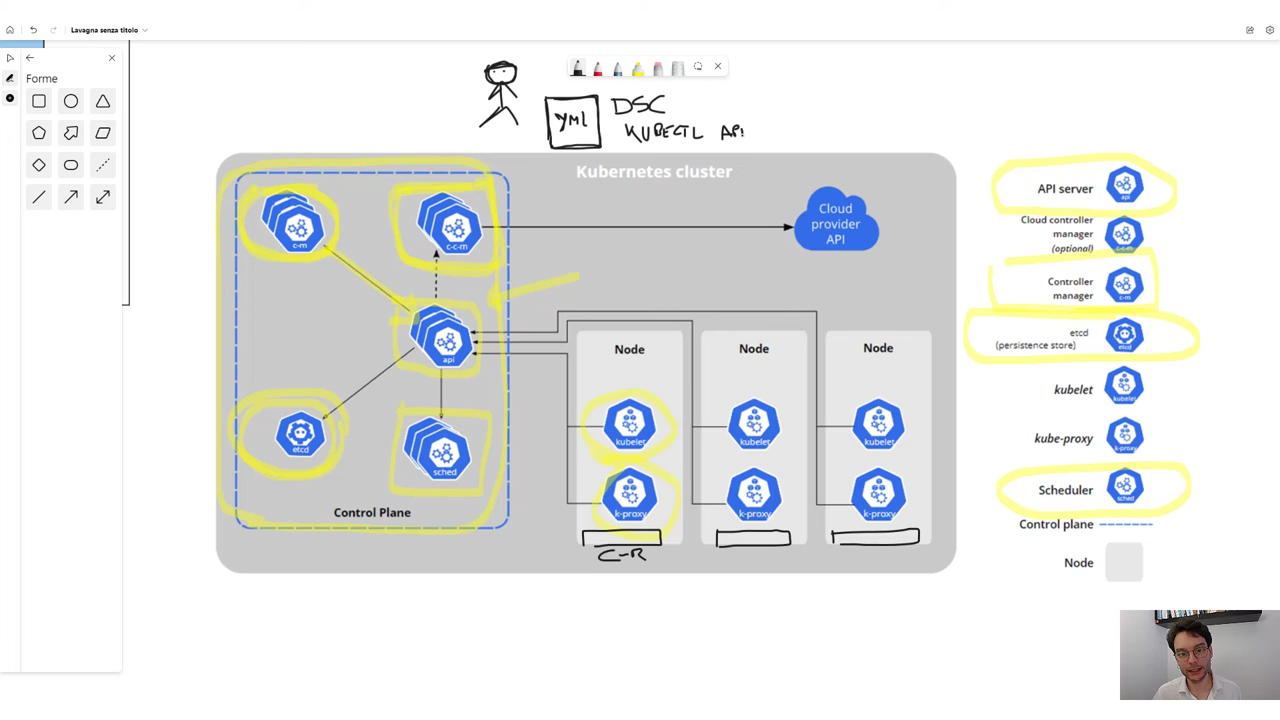 Lavagna senza titolo
Forme
yml
DSC
KUBECTL API
Kubernetes cluster
c-m
c-c-m
Cloud
provider
API
api
etcd
sched
Control Plane
Node
kubelet
k-proxy
C-R
Node
kubelet
k-proxy
Node
kubelet
k-proxy
API server
api
Cloud controller
manager
(optional)
c-c-m
Controller
manager
c-m
etcd
(persistence store)
etcd
kubelet
kubelet
kube-proxy
k-proxy
Scheduler
sched
Control plane
Node